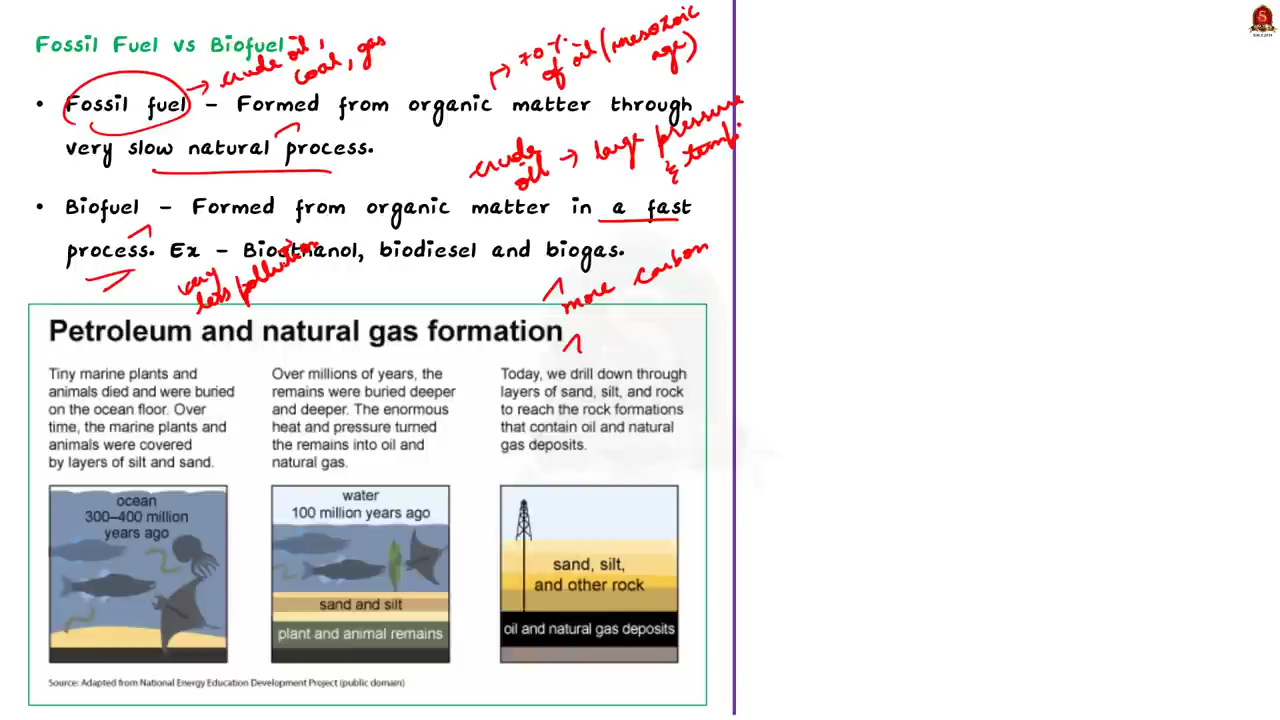 Fossil Fuel vs Biofuel
→ crude oil,
coal, gas
→ 70% of oil (mesozoic age)
• Fossil fuel – Formed from organic matter through
very slow natural process.
crude oil → large pressure
& temp.
• Biofuel – Formed from organic matter in a fast
process. Ex – Bioethanol, biodiesel and biogas.
very
less pollution
more carbon
Petroleum and natural gas formation
Tiny marine plants and
animals died and were buried
on the ocean floor. Over
time, the marine plants and
animals were covered
by layers of silt and sand.
Over millions of years, the
remains were buried deeper
and deeper. The enormous
heat and pressure turned
the remains into oil and
natural gas.
Today, we drill down through
layers of sand, silt, and rock
to reach the rock formations
that contain oil and natural
gas deposits.
ocean
300–400 million
years ago
water
100 million years ago
sand and silt
plant and animal remains
sand, silt,
and other rock
oil and natural gas deposits
Source: Adapted from National Energy Education Development Project (public domain)